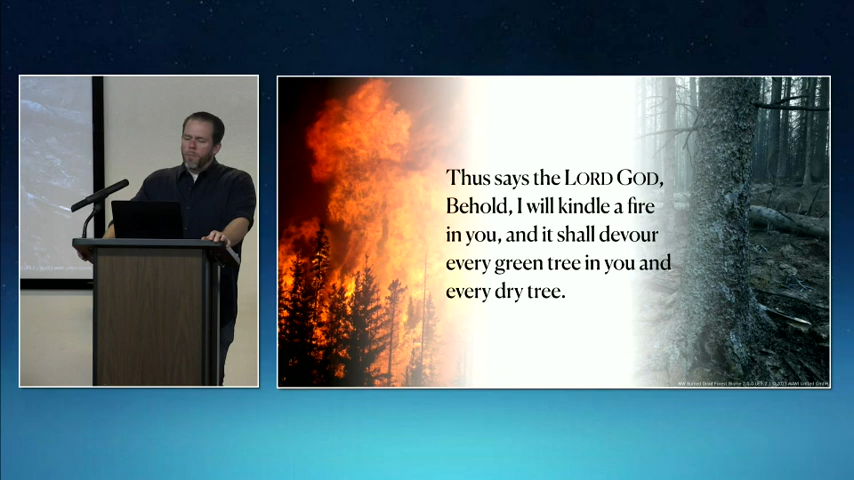 Thus says the LORD GOD,
Behold, I will kindle a fire
in you, and it shall devour
every green tree in you and
every dry tree.